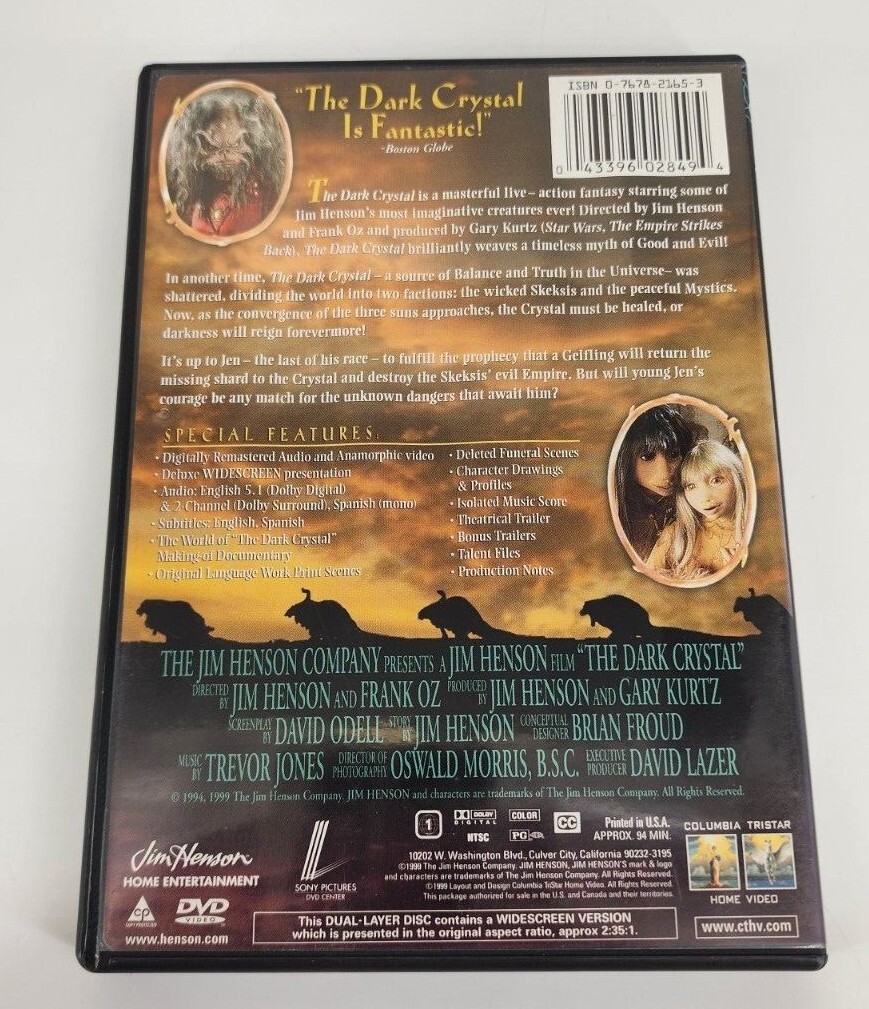 "The Dark Crystal
Is Fantastic!"
-Boston Globe
ISBN 0-7678-2165-3
0 43396 02849 4
The Dark Crystal is a masterful live-action fantasy starring some of
Jim Henson's most imaginative creatures ever! Directed by Jim Henson
and Frank Oz and produced by Gary Kurtz (Star Wars, The Empire Strikes
Back), The Dark Crystal brilliantly weaves a timeless myth of Good and Evil!
In another time, The Dark Crystal – a source of Balance and Truth in the Universe– was
shattered, dividing the world into two factions: the wicked Skeksis and the peaceful Mystics.
Now, as the convergence of the three suns approaches, the Crystal must be healed, or
darkness will reign forevermore!
It's up to Jen – the last of his race – to fulfill the prophecy that a Gelfling will return the
missing shard to the Crystal and destroy the Skeksis' evil Empire. But will young Jen's
courage be any match for the unknown dangers that await him?
SPECIAL FEATURES:
• Digitally Remastered Audio and Anamorphic video
• Deluxe WIDESCREEN presentation
• Audio: English 5.1 (Dolby Digital)
& 2 Channel (Dolby Surround), Spanish (mono)
• Subtitles: English, Spanish
• The World of "The Dark Crystal"
Making-of Documentary
• Original Language Work Print Scenes
• Deleted Funeral Scenes
• Character Drawings
& Profiles
• Isolated Music Score
• Theatrical Trailer
• Bonus Trailers
• Talent Files
• Production Notes
THE JIM HENSON COMPANY PRESENTS A JIM HENSON FILM "THE DARK CRYSTAL"
DIRECTED BY JIM HENSON AND FRANK OZ PRODUCED BY JIM HENSON AND GARY KURTZ
SCREENPLAY BY DAVID ODELL STORY BY JIM HENSON CONCEPTUAL DESIGNER BRIAN FROUD
MUSIC BY TREVOR JONES DIRECTOR OF PHOTOGRAPHY OSWALD MORRIS, B.S.C. EXECUTIVE PRODUCER DAVID LAZER
© 1994, 1999 The Jim Henson Company. JIM HENSON and characters are trademarks of The Jim Henson Company. All Rights Reserved.
Jim Henson
HOME ENTERTAINMENT
SONY PICTURES
DVD CENTER
1
DOLBY
DIGITAL
NTSC
COLOR
PG
CC
Printed in U.S.A.
APPROX. 94 MIN.
10202 W. Washington Blvd., Culver City, California 90232-3195
©1999 The Jim Henson Company. JIM HENSON, JIM HENSON'S mark & logo
and characters are trademarks of The Jim Henson Company. All Rights Reserved.
©1999 Layout and Design Columbia TriStar Home Video. All Rights Reserved.
This package authorized for sale in the U.S. and Canada and their territories.
COLUMBIA TRISTAR
HOME VIDEO
CP
DVD
VIDEO
www.henson.com
This DUAL-LAYER DISC contains a WIDESCREEN VERSION
which is presented in the original aspect ratio, approx 2:35:1.
www.cthv.com